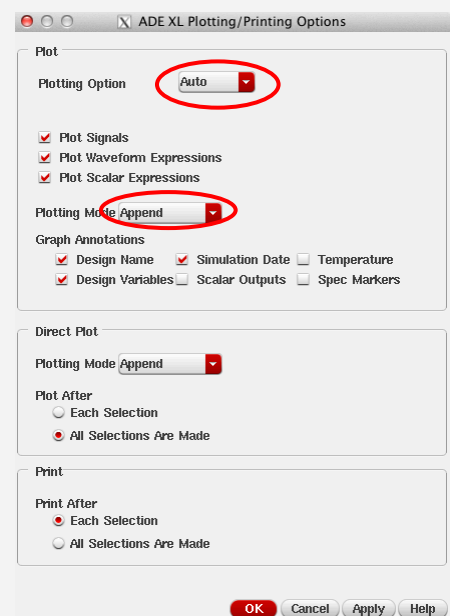 ADE XL Plotting/Printing Options
Plot
Plotting Option Auto
Plot Signals
Plot Waveform Expressions
Plot Scalar Expressions
Plotting Mode Append
Graph Annotations
Design Name Simulation Date Temperature
Design Variables Scalar Outputs Spec Markers
Direct Plot
Plotting Mode Append
Plot After
Each Selection
All Selections Are Made
Print
Print After
Each Selection
All Selections Are Made
OK Cancel Apply Help